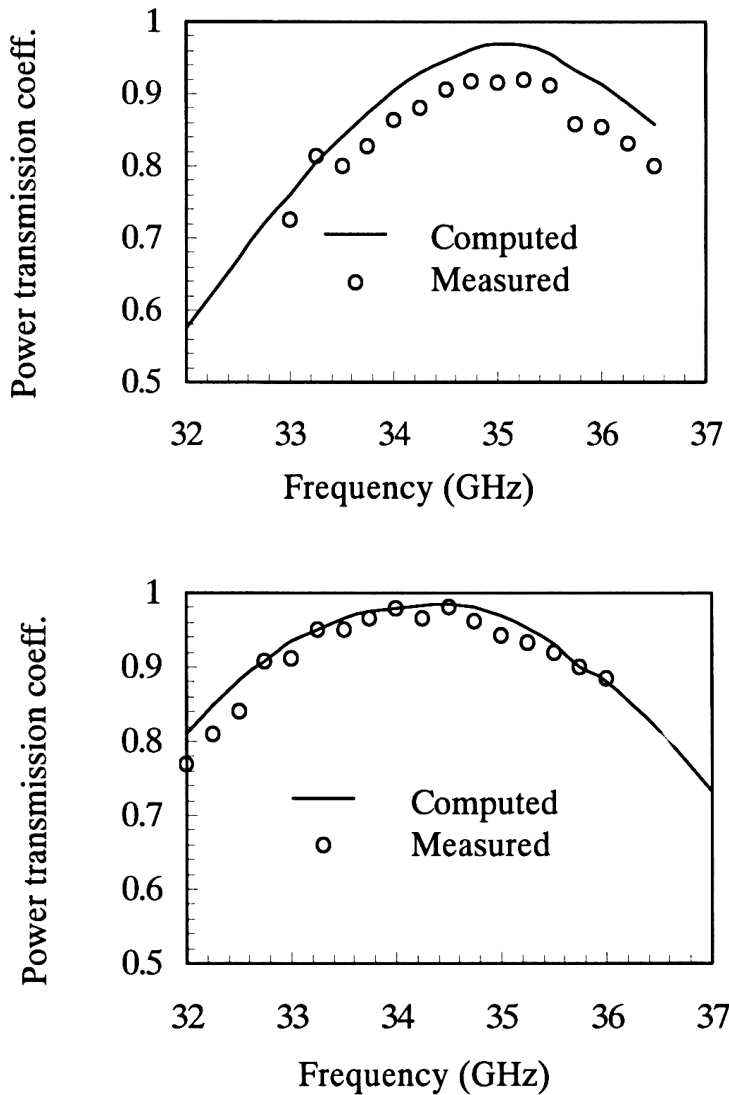 Power transmission coeff.
1
0.9
0.8
0.7
0.6
0.5
Computed
Measured
32 33 34 35 36 37
Frequency (GHz)
Power transmission coeff.
1
0.9
0.8
0.7
0.6
0.5
Computed
Measured
32 33 34 35 36 37
Frequency (GHz)